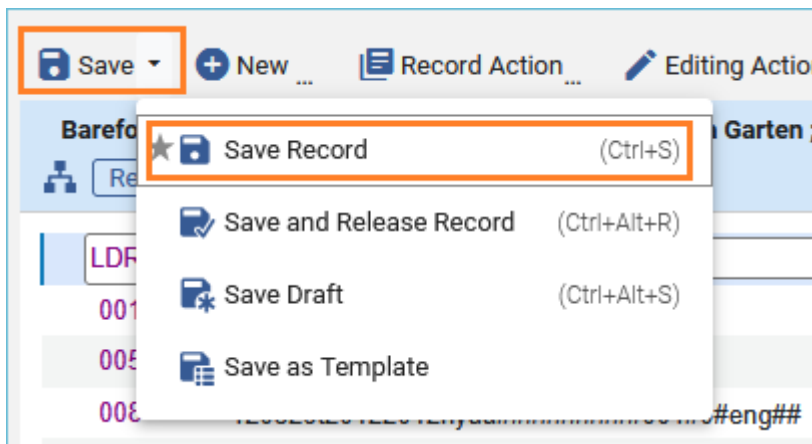 Save New ... Record Action ... Editing Actio
Barefo Garten ;
Save Record (Ctrl+S)
Re
Save and Release Record (Ctrl+Alt+R)
LDR
Save Draft (Ctrl+Alt+S)
001
005
Save as Template
008 #eng##